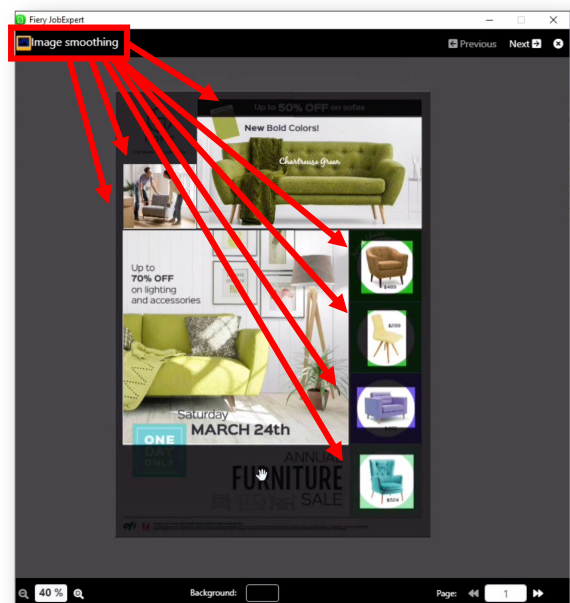 Fiery JobExpert
Image smoothing
Previous Next
Up to 50% OFF on sofas
New Bold Colors!
Chartreuse Green
Up to
70% OFF
on lighting
and accessories
$299
Saturday
MARCH 24th
ONE
DAY
ONLY
ANNUAL
FURNITURE
SALE
$524
efi
40 %
Background:
Page:
1